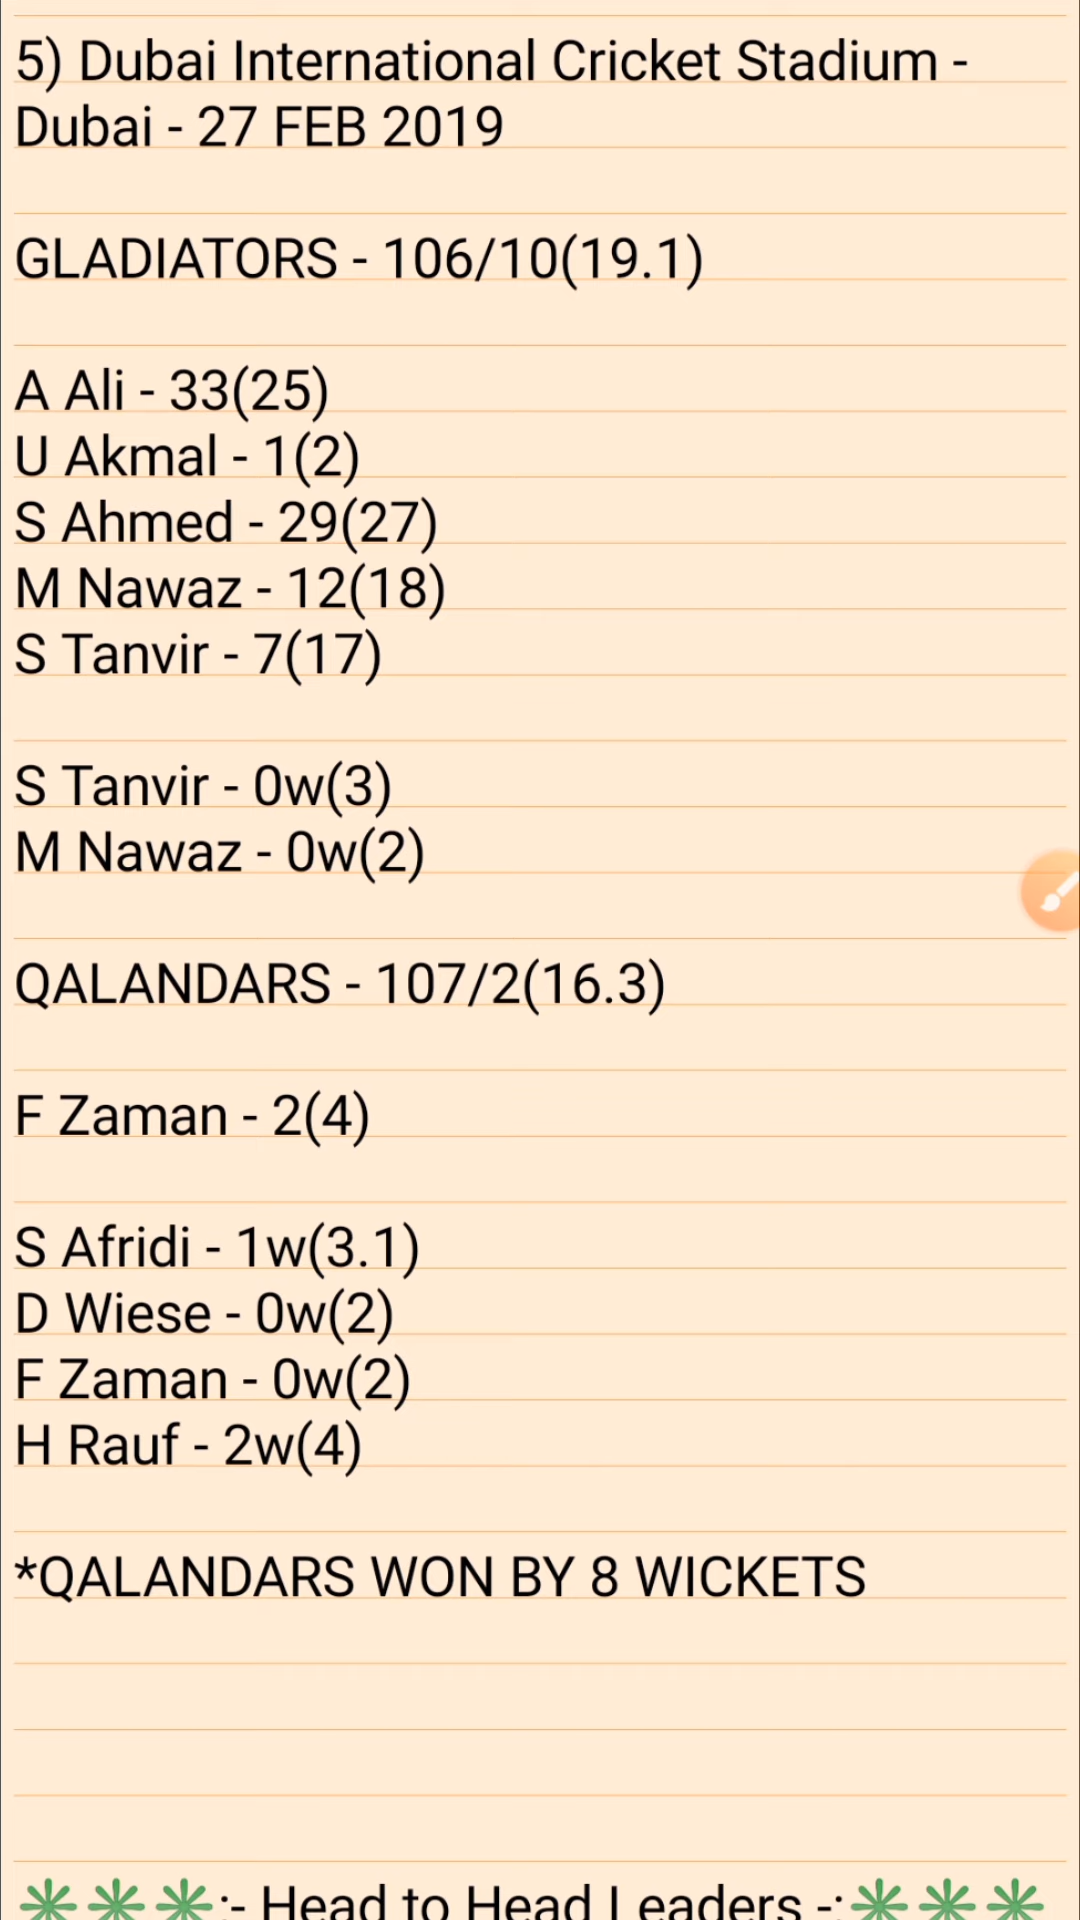 5) Dubai International Cricket Stadium -
Dubai - 27 FEB 2019
GLADIATORS - 106/10(19.1)
A Ali - 33(25)
U Akmal - 1(2)
S Ahmed - 29(27)
M Nawaz - 12(18)
S Tanvir - 7(17)
S Tanvir - 0w(3)
M Nawaz - 0w(2)
QALANDARS - 107/2(16.3)
F Zaman - 2(4)
S Afridi - 1w(3.1)
D Wiese - 0w(2)
F Zaman - 0w(2)
H Rauf - 2w(4)
*QALANDARS WON BY 8 WICKETS
✳✳✳:- Head to Head Leaders -:✳✳✳